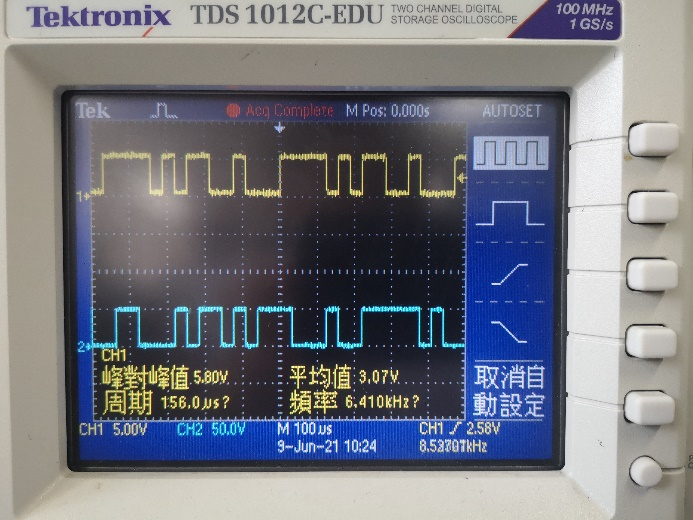 Tektronix TDS 1012C-EDU TWO CHANNEL DIGITAL STORAGE OSCILLOSCOPE 100 MHz 1 GS/s
Tek Acq Complete M Pos: 0.000s AUTOSET
1+
2+
CH1
峰對峰值 5.80V 平均值 3.07V
周期 156.0µs? 頻率 6.410kHz?
取消自
動設定
CH1 5.00V CH2 50.0V M 100µs CH1 2.58V
9-Jun-21 10:24